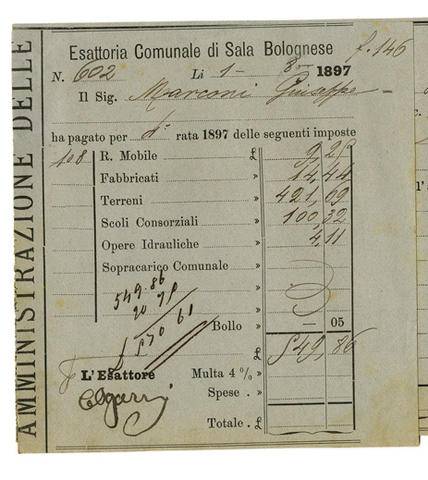 AMMINISTRAZIONE DELLE
Esattoria Comunale di Sala Bolognese
f. 146
N. 602 Li 1 - 8 - 1897
Il Sig. Marconi Giuseppe
ha pagato per rata 1897 delle seguenti imposte
108 R. Mobile £ 9,25
Fabbricati » 14,44
Terreni » 421,69
Scoli Consorziali » 100,32
Opere Idrauliche » 4,11
Sopracarico Comunale »
549.86
20 75
570 61
Bollo » — 05
£ 549,86
L'Esattore Multa 4 % »
Spese »
Totale £